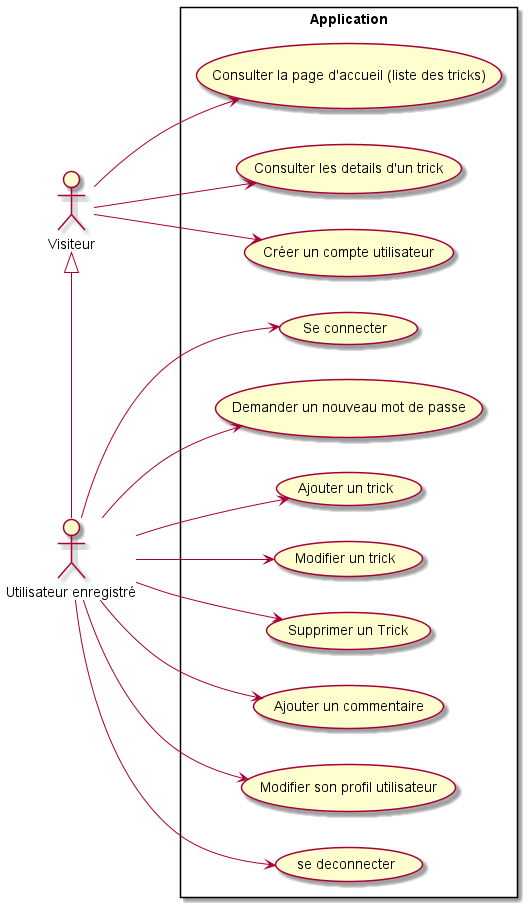 Application
Consulter la page d'accueil (liste des tricks)
Consulter les details d'un trick
Visiteur
Créer un compte utilisateur
Se connecter
Demander un nouveau mot de passe
Ajouter un trick
Modifier un trick
Utilisateur enregistré
Supprimer un Trick
Ajouter un commentaire
Modifier son profil utilisateur
se deconnecter